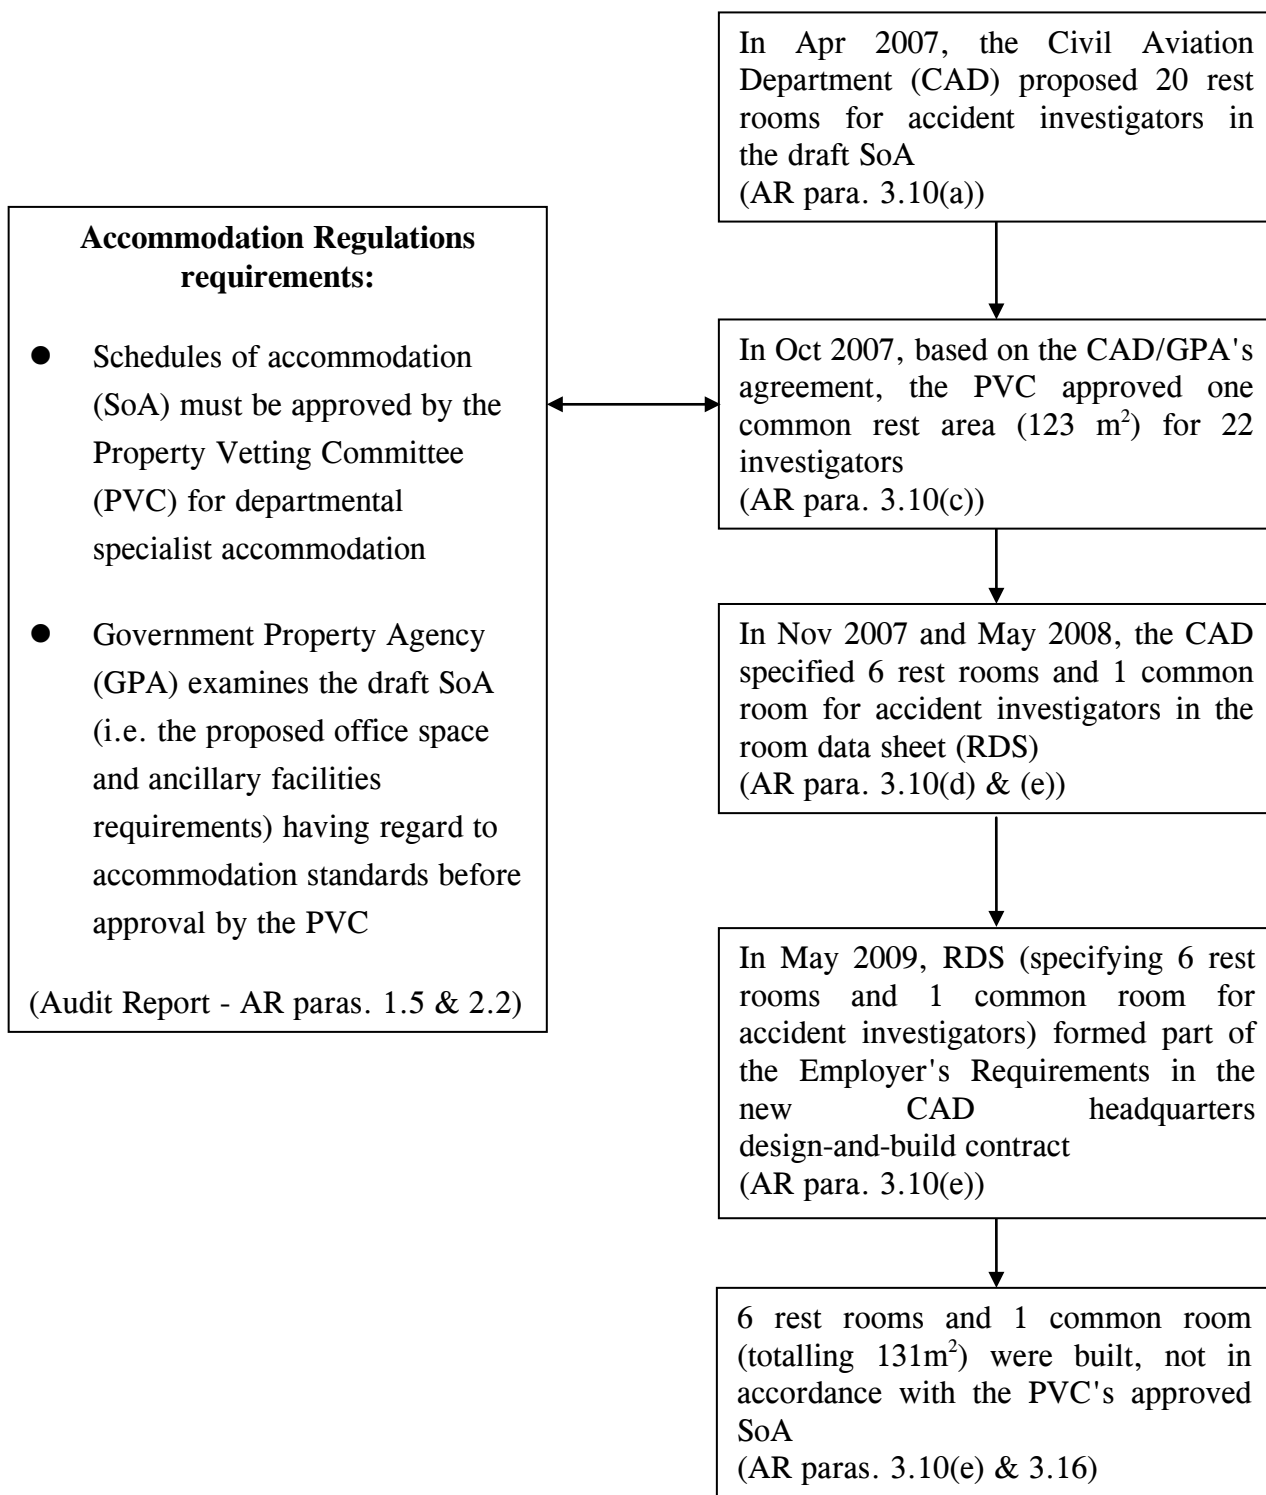 In Apr 2007, the Civil Aviation
Department (CAD) proposed 20 rest
rooms for accident investigators in
the draft SoA
(AR para. 3.10(a))
Accommodation Regulations
requirements:
● Schedules of accommodation
(SoA) must be approved by the
Property Vetting Committee
(PVC) for departmental
specialist accommodation
● Government Property Agency
(GPA) examines the draft SoA
(i.e. the proposed office space
and ancillary facilities
requirements) having regard to
accommodation standards before
approval by the PVC
(Audit Report - AR paras. 1.5 & 2.2)
In Oct 2007, based on the CAD/GPA's
agreement, the PVC approved one
common rest area (123 m²) for 22
investigators
(AR para. 3.10(c))
In Nov 2007 and May 2008, the CAD
specified 6 rest rooms and 1 common
room for accident investigators in the
room data sheet (RDS)
(AR para. 3.10(d) & (e))
In May 2009, RDS (specifying 6 rest
rooms and 1 common room for
accident investigators) formed part of
the Employer's Requirements in the
new CAD headquarters
design-and-build contract
(AR para. 3.10(e))
6 rest rooms and 1 common room
(totalling 131m²) were built, not in
accordance with the PVC's approved
SoA
(AR paras. 3.10(e) & 3.16)